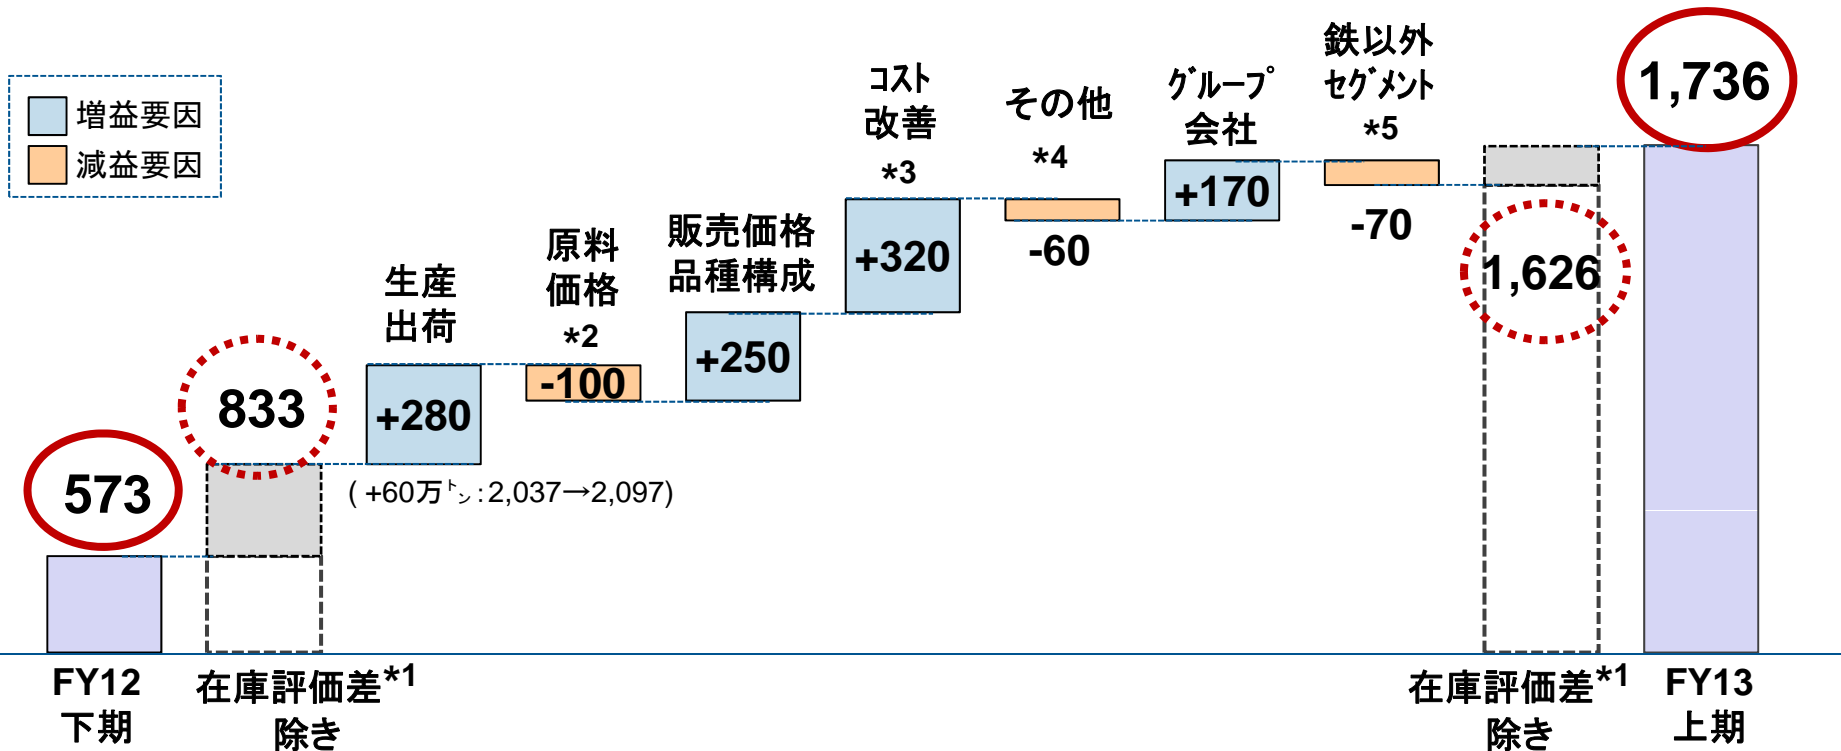 増益要因
減益要因
573
FY12
下期
833
在庫評価差*1
除き
生産
出荷
+280
( +60万㌧:2,037→2,097)
原料
価格
*2
-100
販売価格
品種構成
+250
コスト
改善
*3
+320
その他
*4
-60
グループ
会社
+170
鉄以外
セグメント
*5
-70
1,626
在庫評価差*1
除き
1,736
FY13
上期